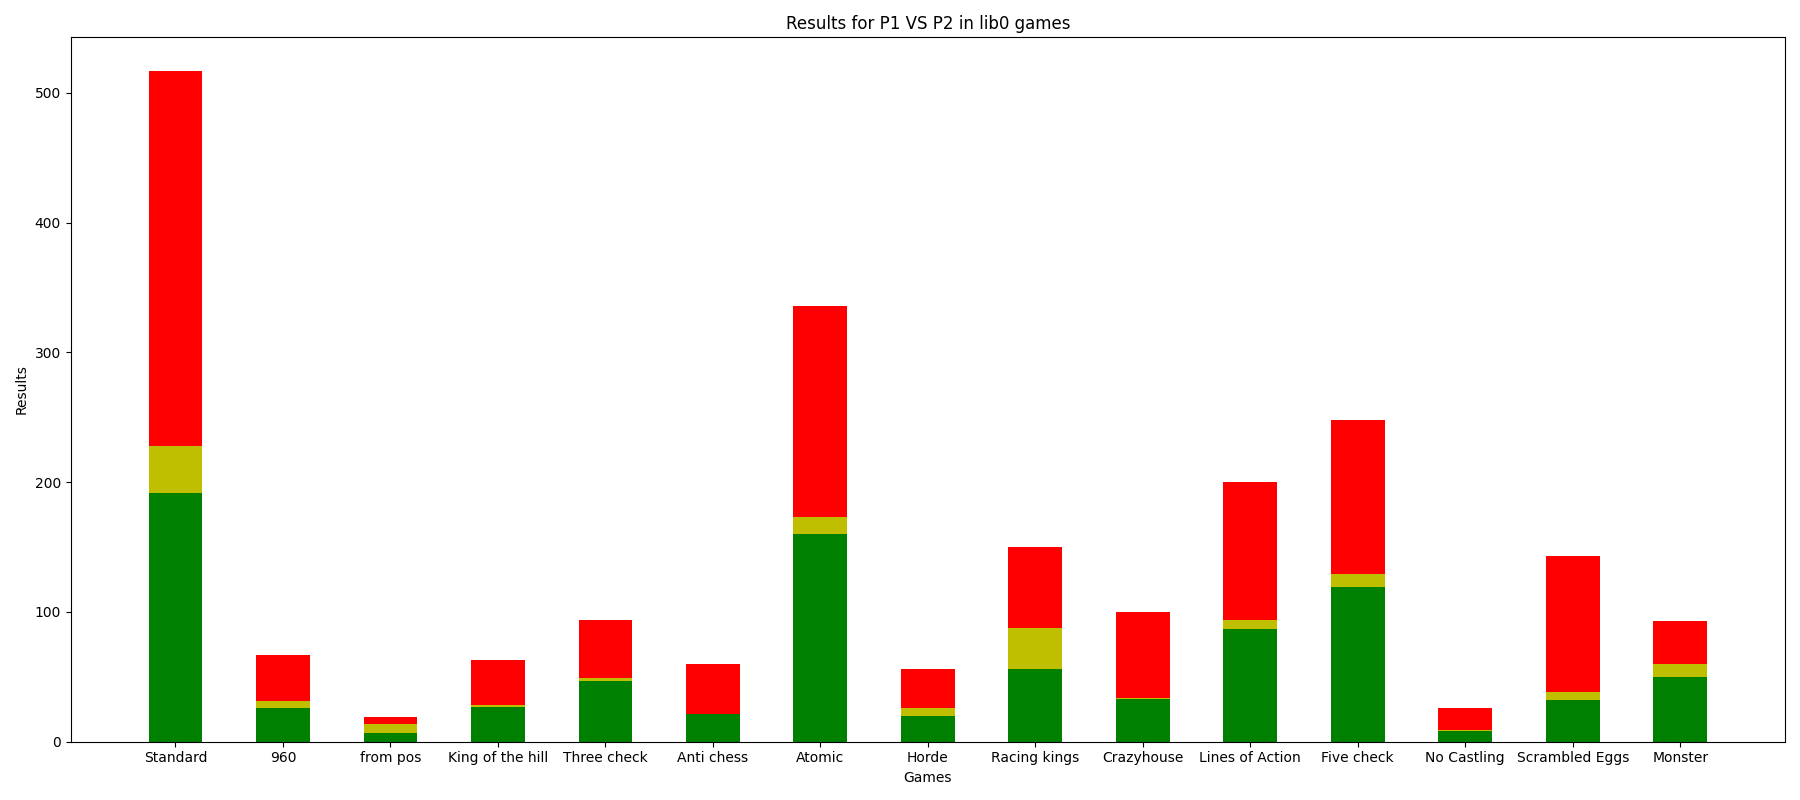 Results for P1 VS P2 in lib0 games
Results
500
400
300
200
100
0
Standard 960 from pos King of the hill Three check Anti chess Atomic Horde Racing kings Crazyhouse Lines of Action Five check No Castling Scrambled Eggs Monster
Games